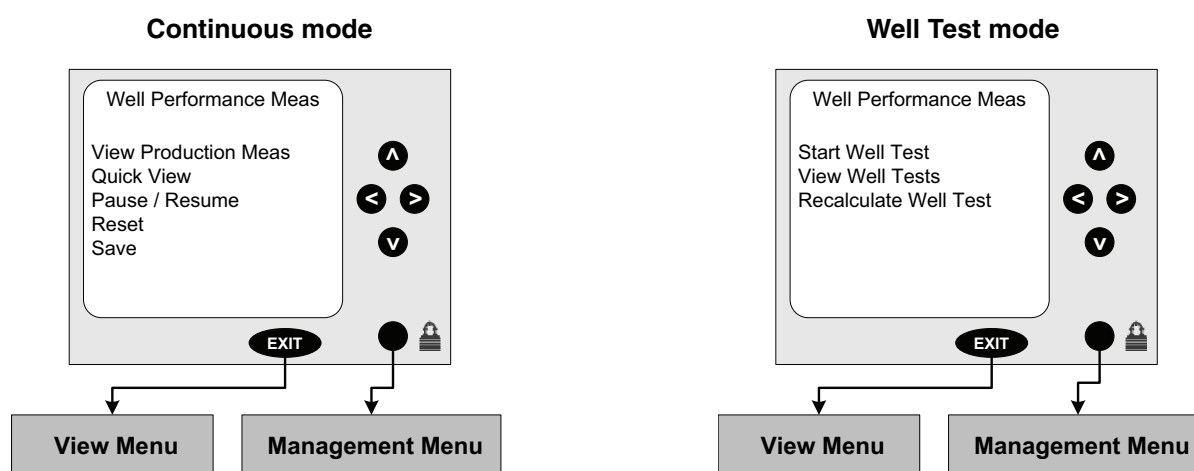 Continuous mode
Well Performance Meas
View Production Meas
Quick View
Pause / Resume
Reset
Save
EXIT
View Menu
Management Menu
Well Test mode
Well Performance Meas
Start Well Test
View Well Tests
Recalculate Well Test
EXIT
View Menu
Management Menu